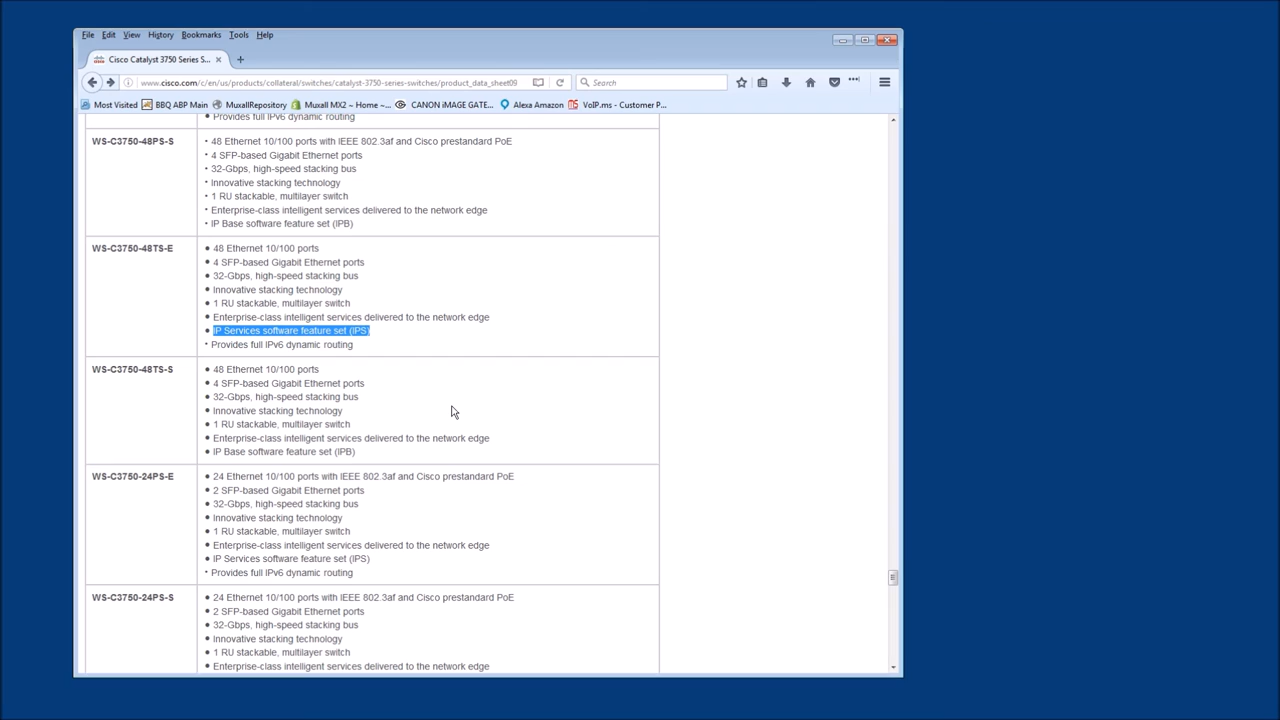 File Edit View History Bookmarks Tools Help
Cisco Catalyst 3750 Series S...
www.cisco.com/c/en/us/products/collateral/switches/catalyst-3750-series-switches/product_data_sheet09
Search
Most Visited BBQ ABP Main MuxallRepository Muxall MX2 ~ Home ~... CANON iMAGE GATE... Alexa Amazon VoIP.ms - Customer P...
• Provides full IPv6 dynamic routing
WS-C3750-48PS-S
• 48 Ethernet 10/100 ports with IEEE 802.3af and Cisco prestandard PoE
• 4 SFP-based Gigabit Ethernet ports
• 32-Gbps, high-speed stacking bus
• Innovative stacking technology
• 1 RU stackable, multilayer switch
• Enterprise-class intelligent services delivered to the network edge
• IP Base software feature set (IPB)
WS-C3750-48TS-E
● 48 Ethernet 10/100 ports
● 4 SFP-based Gigabit Ethernet ports
● 32-Gbps, high-speed stacking bus
● Innovative stacking technology
● 1 RU stackable, multilayer switch
● Enterprise-class intelligent services delivered to the network edge
● IP Services software feature set (IPS)
• Provides full IPv6 dynamic routing
WS-C3750-48TS-S
● 48 Ethernet 10/100 ports
● 4 SFP-based Gigabit Ethernet ports
● 32-Gbps, high-speed stacking bus
● Innovative stacking technology
● 1 RU stackable, multilayer switch
● Enterprise-class intelligent services delivered to the network edge
● IP Base software feature set (IPB)
WS-C3750-24PS-E
● 24 Ethernet 10/100 ports with IEEE 802.3af and Cisco prestandard PoE
● 2 SFP-based Gigabit Ethernet ports
● 32-Gbps, high-speed stacking bus
● Innovative stacking technology
● 1 RU stackable, multilayer switch
● Enterprise-class intelligent services delivered to the network edge
● IP Services software feature set (IPS)
• Provides full IPv6 dynamic routing
WS-C3750-24PS-S
● 24 Ethernet 10/100 ports with IEEE 802.3af and Cisco prestandard PoE
● 2 SFP-based Gigabit Ethernet ports
● 32-Gbps, high-speed stacking bus
● Innovative stacking technology
● 1 RU stackable, multilayer switch
● Enterprise-class intelligent services delivered to the network edge